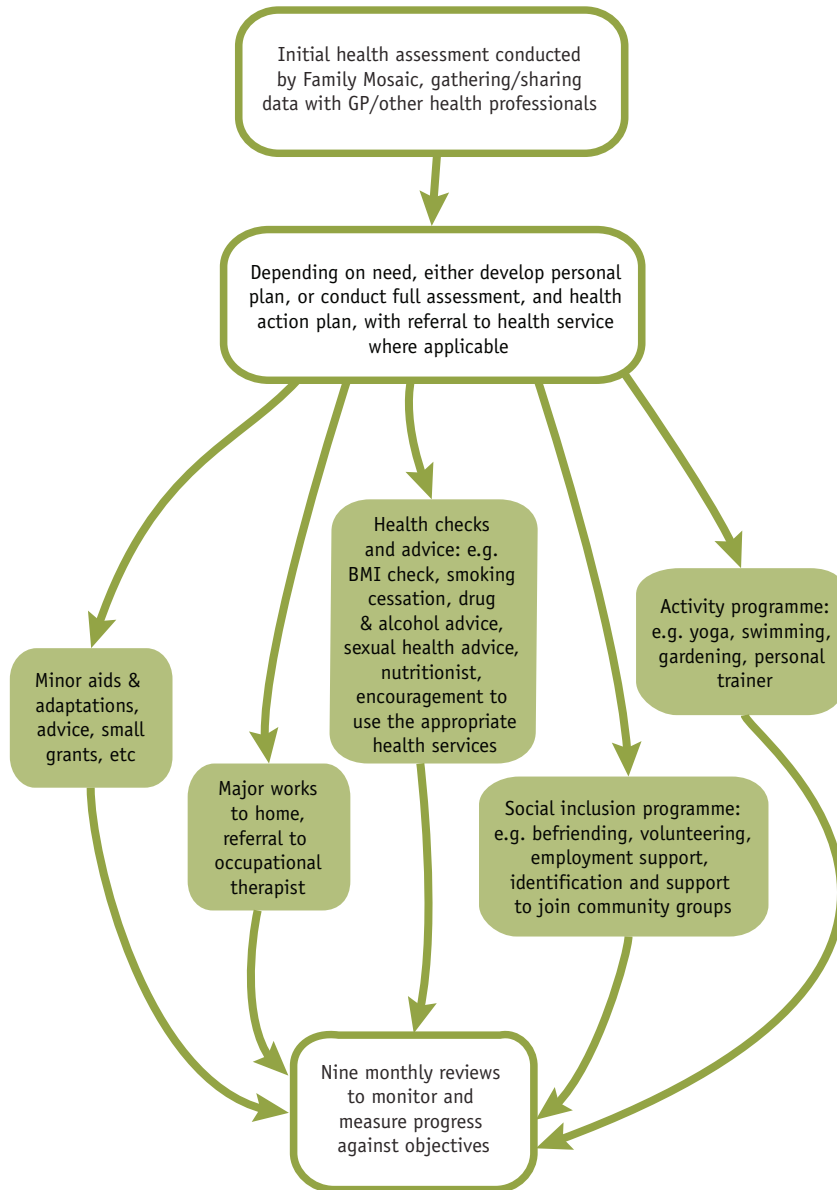 Initial health assessment conducted
by Family Mosaic, gathering/sharing
data with GP/other health professionals
Depending on need, either develop personal
plan, or conduct full assessment, and health
action plan, with referral to health service
where applicable
Minor aids &
adaptations,
advice, small
grants, etc
Major works
to home,
referral to
occupational
therapist
Health checks
and advice: e.g.
BMI check, smoking
cessation, drug
& alcohol advice,
sexual health advice,
nutritionist,
encouragement to
use the appropriate
health services
Social inclusion programme:
e.g. befriending, volunteering,
employment support,
identification and support
to join community groups
Activity programme:
e.g. yoga, swimming,
gardening, personal
trainer
Nine monthly reviews
to monitor and
measure progress
against objectives